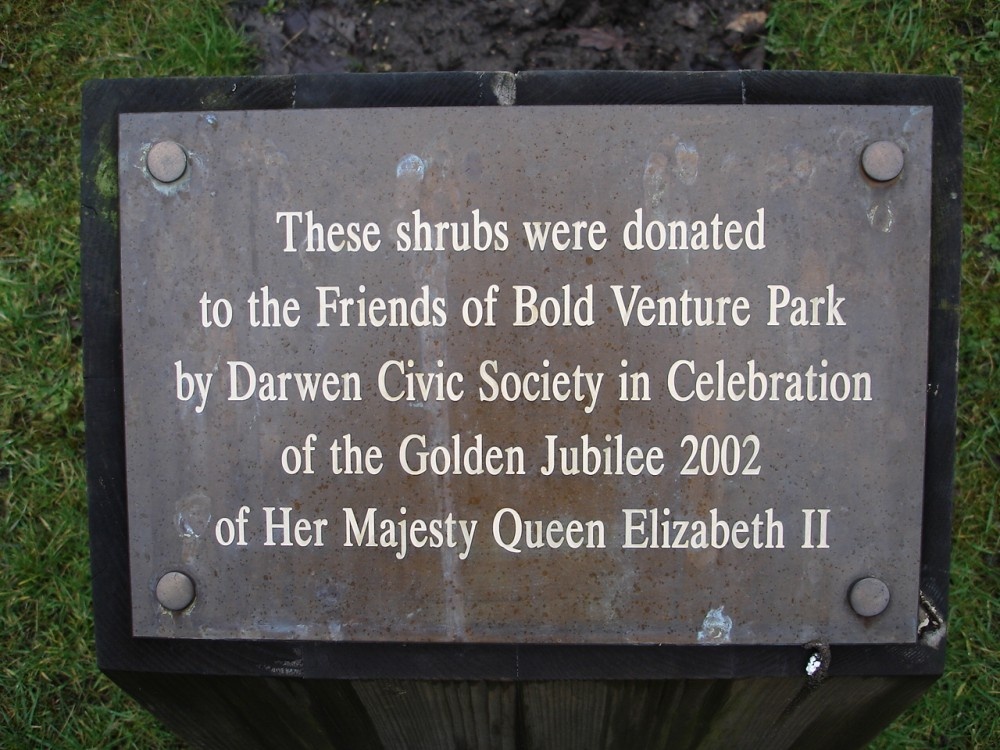 These shrubs were donated
to the Friends of Bold Venture Park
by Darwen Civic Society in Celebration
of the Golden Jubilee 2002
of Her Majesty Queen Elizabeth II